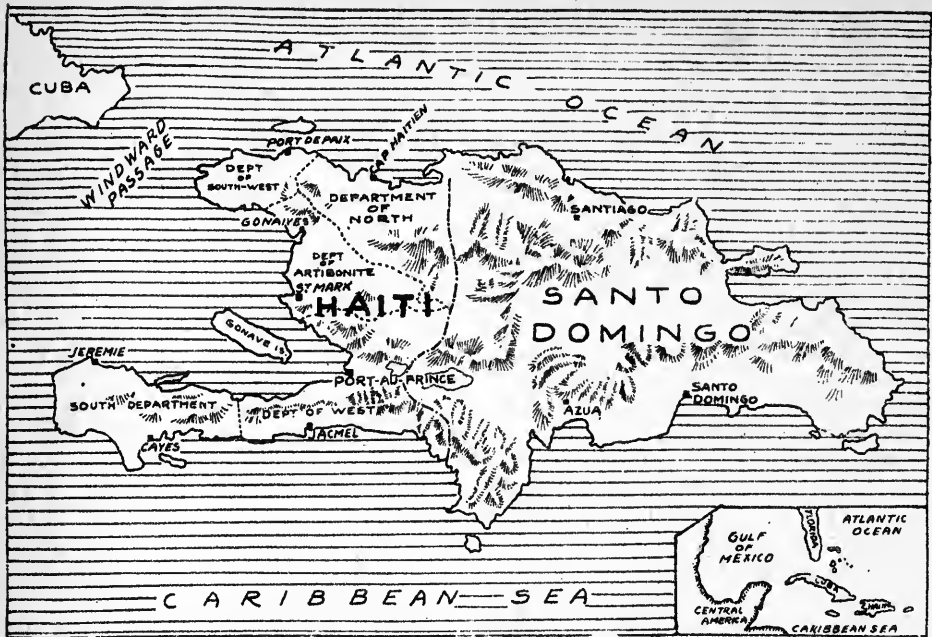 ATLANTIC
OCEAN
CUBA
WINDWARD
PASSAGE
PORT DE PAIX
CAP HAITIEN
DEPT
OF
SOUTH-WEST
DEPARTMENT
OF
NORTH
GONAIVES
SANTIAGO
DEPT
OF
ARTIBONITE
ST MARK
HAITI
SANTO
DOMINGO
GONAVE IS
JEREMIE
PORT-AU-PRINCE
SOUTH DEPARTMENT
DEPT OF WEST
AZUA
SANTO
DOMINGO
CAYES
JACMEL
CARIBBEAN SEA
FLORIDA
ATLANTIC
OCEAN
GULF
OF
MEXICO
CUBA
HAITI
CENTRAL
AMERICA
CARIBBEAN SEA